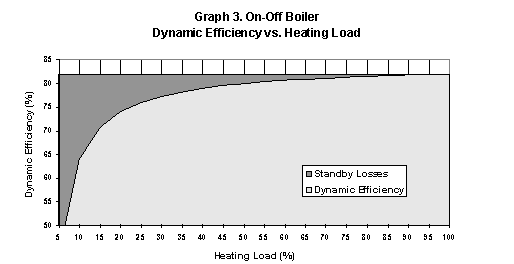 Graph 3. On-Off Boiler
Dynamic Efficiency vs. Heating Load
Dynamic Efficiency (%)
85
80
75
70
65
60
55
50
Standby Losses
Dynamic Efficiency
5 10 15 20 25 30 35 40 45 50 55 60 65 70 75 80 85 90 95 100
Heating Load (%)